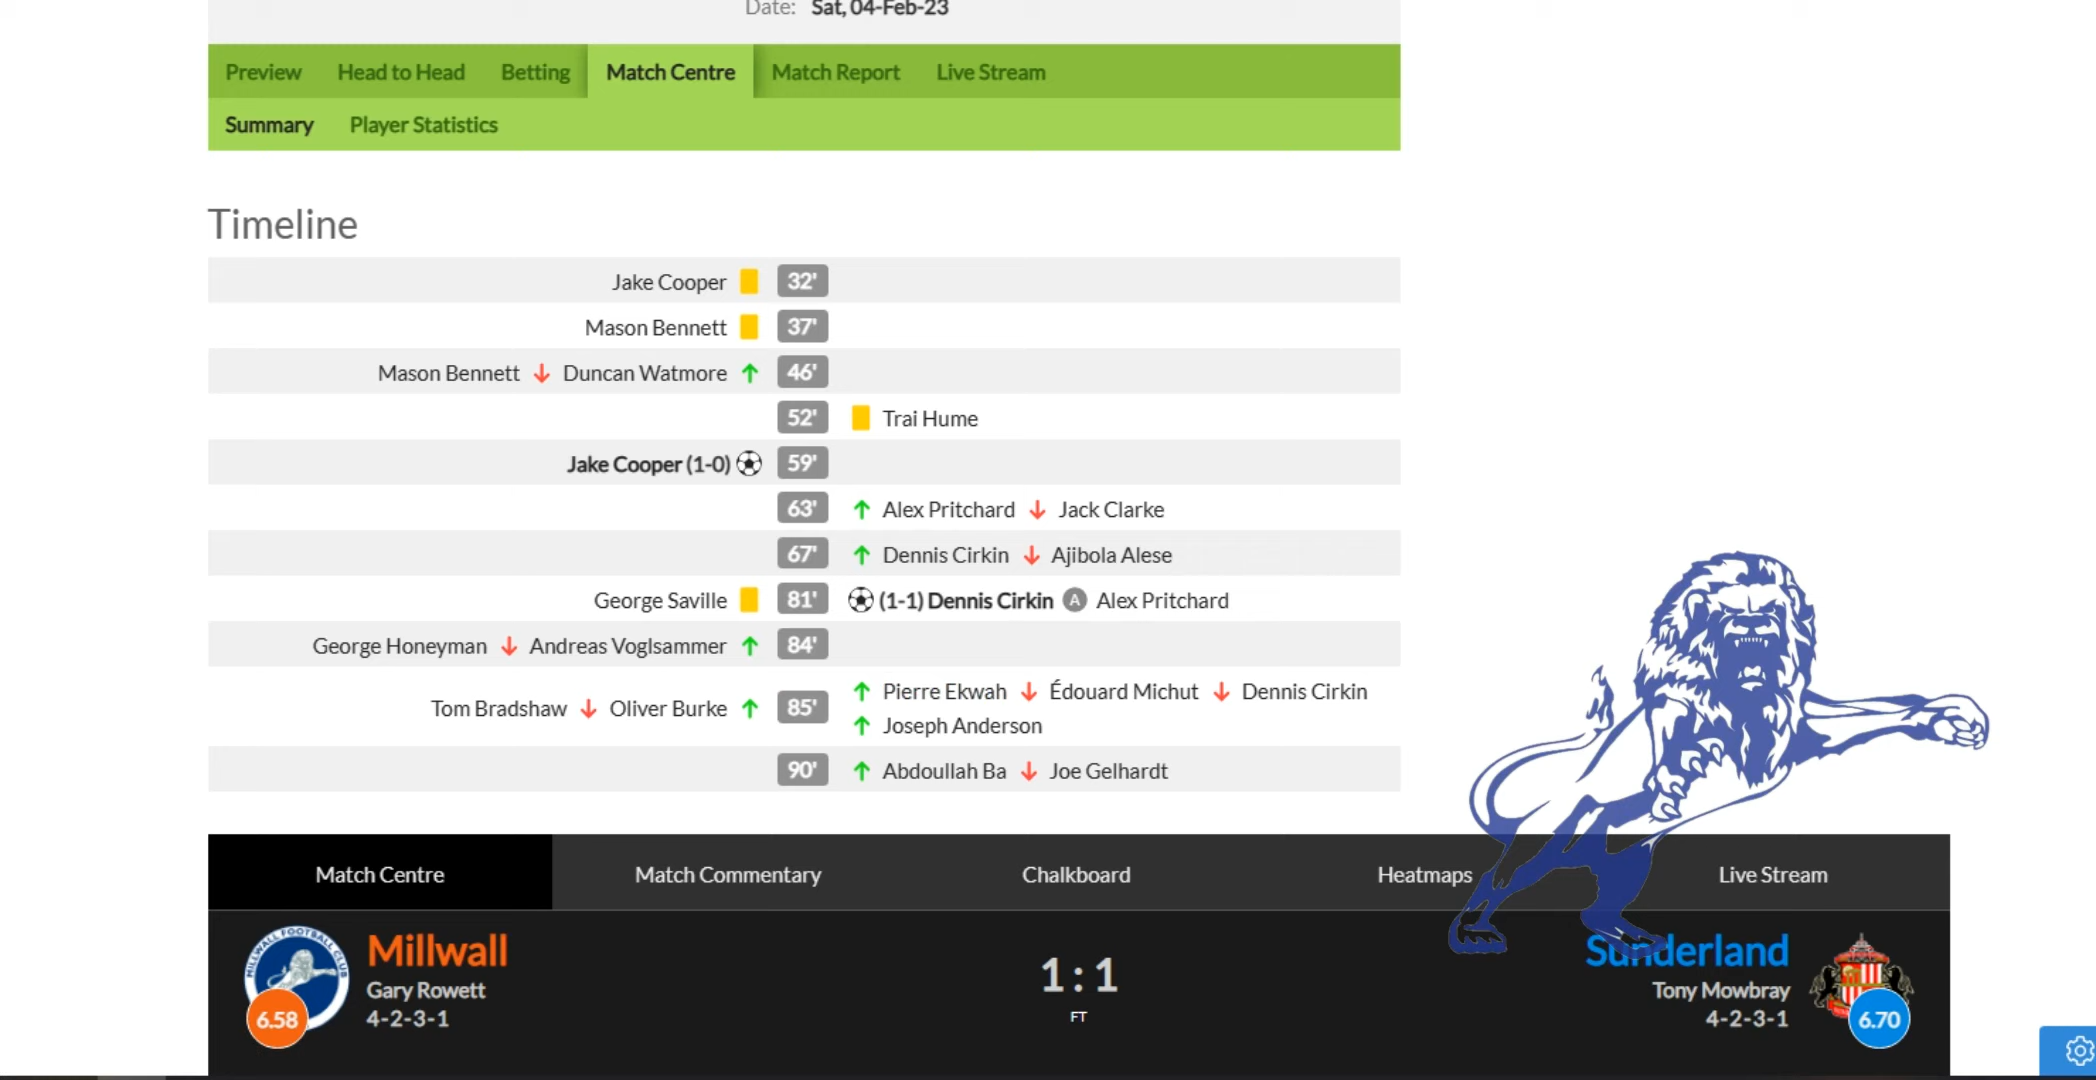 Date: Sat, 04-Feb-23
Preview Head to Head Betting Match Centre Match Report Live Stream
Summary Player Statistics
Timeline
Jake Cooper 32'
Mason Bennett 37'
Mason Bennett Duncan Watmore 46'
52' Trai Hume
Jake Cooper (1-0) 59'
63' Alex Pritchard Jack Clarke
67' Dennis Cirkin Ajibola Alese
George Saville 81' (1-1) Dennis Cirkin A Alex Pritchard
George Honeyman Andreas Voglsammer 84'
Tom Bradshaw Oliver Burke 85' Pierre Ekwah Édouard Michut Dennis Cirkin
Joseph Anderson
90' Abdoullah Ba Joe Gelhardt
Match Centre Match Commentary Chalkboard Heatmaps Live Stream
MILLWALL FOOTBALL CLUB
Millwall 1 : 1 Sunderland
Gary Rowett FT Tony Mowbray
6.58 4-2-3-1 4-2-3-1 6.70